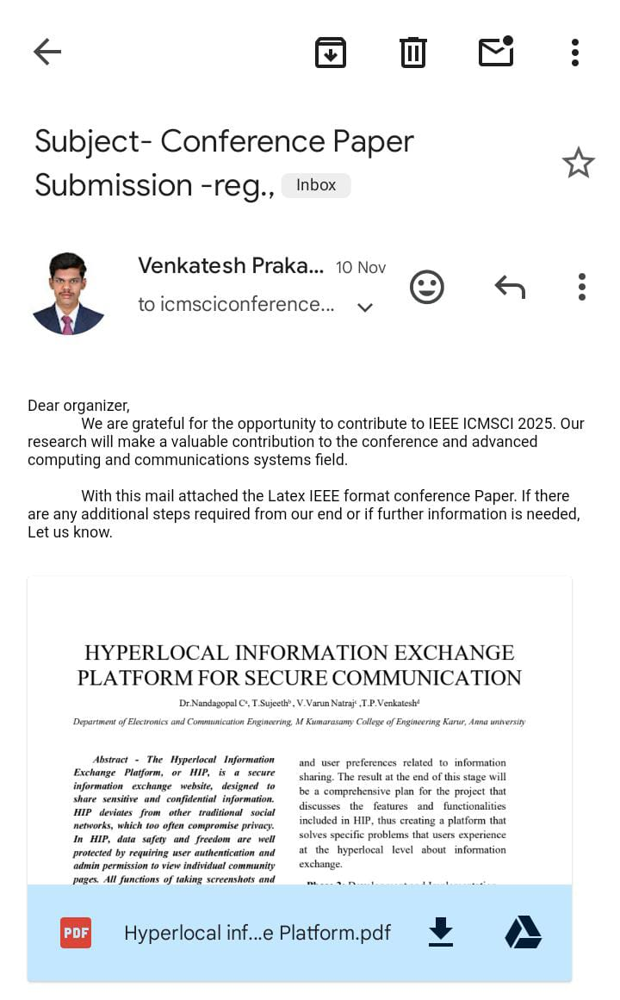 Subject- Conference Paper
Submission -reg., Inbox
Venkatesh Praka... 10 Nov
to icmsciconference...
Dear organizer,
We are grateful for the opportunity to contribute to IEEE ICMSCI 2025. Our
research will make a valuable contribution to the conference and advanced
computing and communications systems field.
With this mail attached the Latex IEEE format conference Paper. If there
are any additional steps required from our end or if further information is needed,
Let us know.
HYPERLOCAL INFORMATION EXCHANGE
PLATFORM FOR SECURE COMMUNICATION
Dr.Nandagopal Cᵃ, T.Sujeethᵇ, V.Varun Natrajᶜ ,T.P.Venkateshᵈ
Department of Electronics and Communication Engineering, M Kumarasamy College of Engineering Karur, Anna university
Abstract - The Hyperlocal Information
Exchange Platform, or HIP, is a secure
information exchange website, designed to
share sensitive and confidential information.
HIP deviates from other traditional social
networks, which too often compromise privacy.
In HIP, data safety and freedom are well
protected by requiring user authentication and
admin permission to view individual community
pages. All functions of taking screenshots and
and user preferences related to information
sharing. The result at the end of this stage will
be a comprehensive plan for the project that
discusses the features and functionalities
included in HIP, thus creating a platform that
solves specific problems that users experience
at the hyperlocal level about information
exchange.
PDF Hyperlocal inf...e Platform.pdf